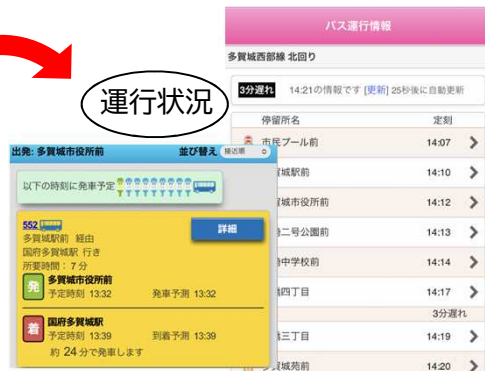 バス運行情報
多賀城西部線 北回り
3分遅れ 14:21の情報です [更新] 25秒後に自動更新
停留所名 定刻
市民プール前 14:07
城駅前 14:10
城市役所前 14:12
二号公園前 14:13
中学校前 14:14
四丁目 14:17
3分遅れ
三丁目 14:19
城苑前 14:20
運行状況
出発: 多賀城市役所前 並び替え 接近順
以下の時刻に発車予定
552
詳細
多賀城駅前 経由
国府多賀城駅 行き
所要時間:7分
発 多賀城市役所前
予定時刻 13:32 発車予測 13:32
着 国府多賀城駅
予定時刻 13:39 到着予測 13:39
約 24 分で発車します